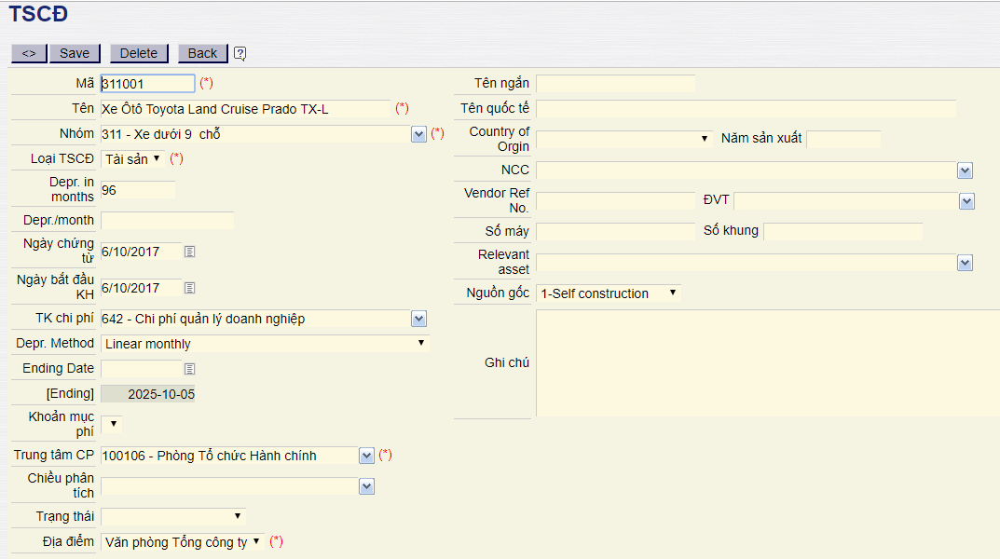 TSCĐ
<> Save Delete Back ?
Mã 311001 (*)
Tên Xe Ôtô Toyota Land Cruise Prado TX-L (*)
Nhóm 311 - Xe dưới 9 chỗ (*)
Loại TSCĐ Tài sản (*)
Depr. in
months 96
Depr./month
Ngày chứng
từ 6/10/2017
Ngày bắt đầu
KH 6/10/2017
TK chi phí 642 - Chi phí quản lý doanh nghiệp
Depr. Method Linear monthly
Ending Date
[Ending] 2025-10-05
Khoản mục
phí
Trung tâm CP 100106 - Phòng Tổ chức Hành chính (*)
Chiều phân
tích
Trạng thái
Địa điểm Văn phòng Tổng công ty (*)
Tên ngắn
Tên quốc tế
Country of
Orgin Năm sản xuất
NCC
Vendor Ref
No. ĐVT
Số máy Số khung
Relevant
asset
Nguồn gốc 1-Self construction
Ghi chú